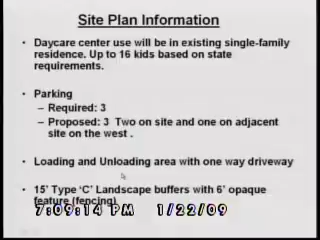 Site Plan Information
• Daycare center use will be in existing single-family
residence. Up to 16 kids based on state
requirements.
• Parking
– Required: 3
– Proposed: 3 Two on site and one on adjacent
site on the west .
• Loading and Unloading area with one way driveway
• 15' Type 'C' Landscape buffers with 6' opaque
feature (fencing)
7:09:14 PM 1/22/09